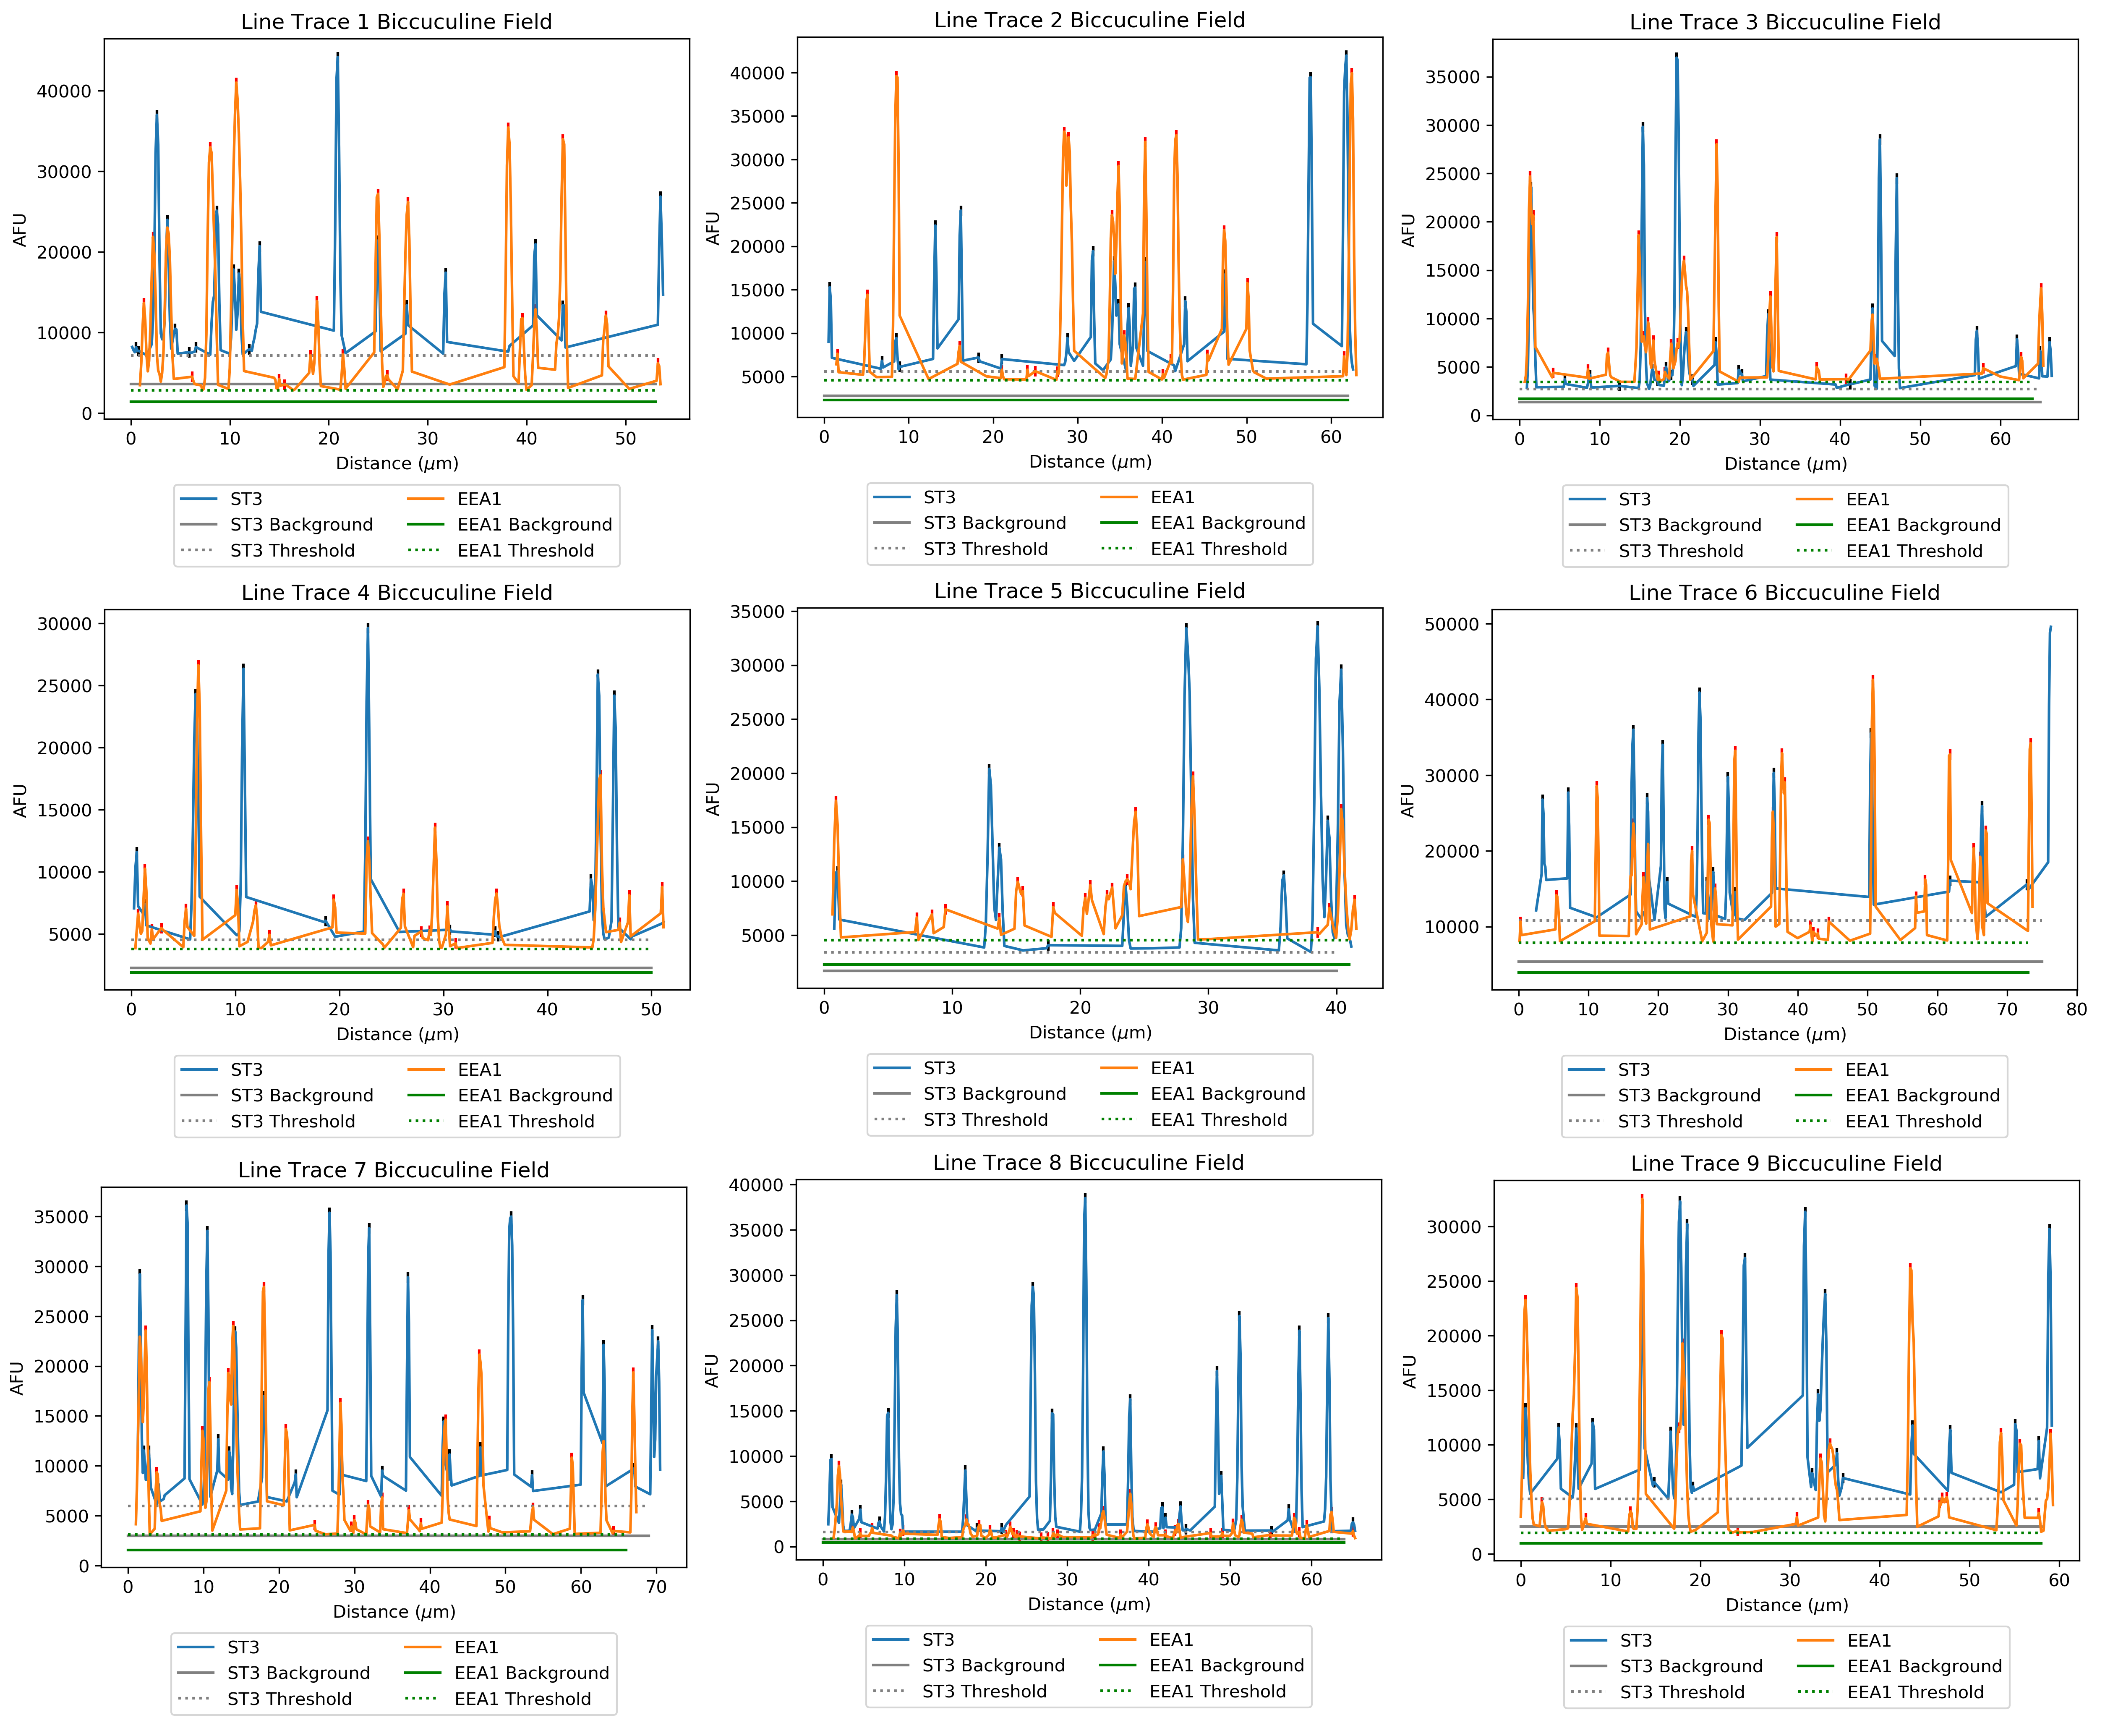 Line Trace 1 Biccuculine Field
AFU
40000
30000
20000
10000
0
0 10 20 30 40 50
Distance (μm)
ST3 EEA1
ST3 Background EEA1 Background
ST3 Threshold EEA1 Threshold
Line Trace 2 Biccuculine Field
AFU
40000
35000
30000
25000
20000
15000
10000
5000
0 10 20 30 40 50 60
Distance (μm)
ST3 EEA1
ST3 Background EEA1 Background
ST3 Threshold EEA1 Threshold
Line Trace 3 Biccuculine Field
AFU
35000
30000
25000
20000
15000
10000
5000
0
0 10 20 30 40 50 60
Distance (μm)
ST3 EEA1
ST3 Background EEA1 Background
ST3 Threshold EEA1 Threshold
Line Trace 4 Biccuculine Field
AFU
30000
25000
20000
15000
10000
5000
0 10 20 30 40 50
Distance (μm)
ST3 EEA1
ST3 Background EEA1 Background
ST3 Threshold EEA1 Threshold
Line Trace 5 Biccuculine Field
AFU
35000
30000
25000
20000
15000
10000
5000
0 10 20 30 40
Distance (μm)
ST3 EEA1
ST3 Background EEA1 Background
ST3 Threshold EEA1 Threshold
Line Trace 6 Biccuculine Field
AFU
50000
40000
30000
20000
10000
0 10 20 30 40 50 60 70 80
Distance (μm)
ST3 EEA1
ST3 Background EEA1 Background
ST3 Threshold EEA1 Threshold
Line Trace 7 Biccuculine Field
AFU
35000
30000
25000
20000
15000
10000
5000
0
0 10 20 30 40 50 60 70
Distance (μm)
ST3 EEA1
ST3 Background EEA1 Background
ST3 Threshold EEA1 Threshold
Line Trace 8 Biccuculine Field
AFU
40000
35000
30000
25000
20000
15000
10000
5000
0
0 10 20 30 40 50 60
Distance (μm)
ST3 EEA1
ST3 Background EEA1 Background
ST3 Threshold EEA1 Threshold
Line Trace 9 Biccuculine Field
AFU
30000
25000
20000
15000
10000
5000
0
0 10 20 30 40 50 60
Distance (μm)
ST3 EEA1
ST3 Background EEA1 Background
ST3 Threshold EEA1 Threshold